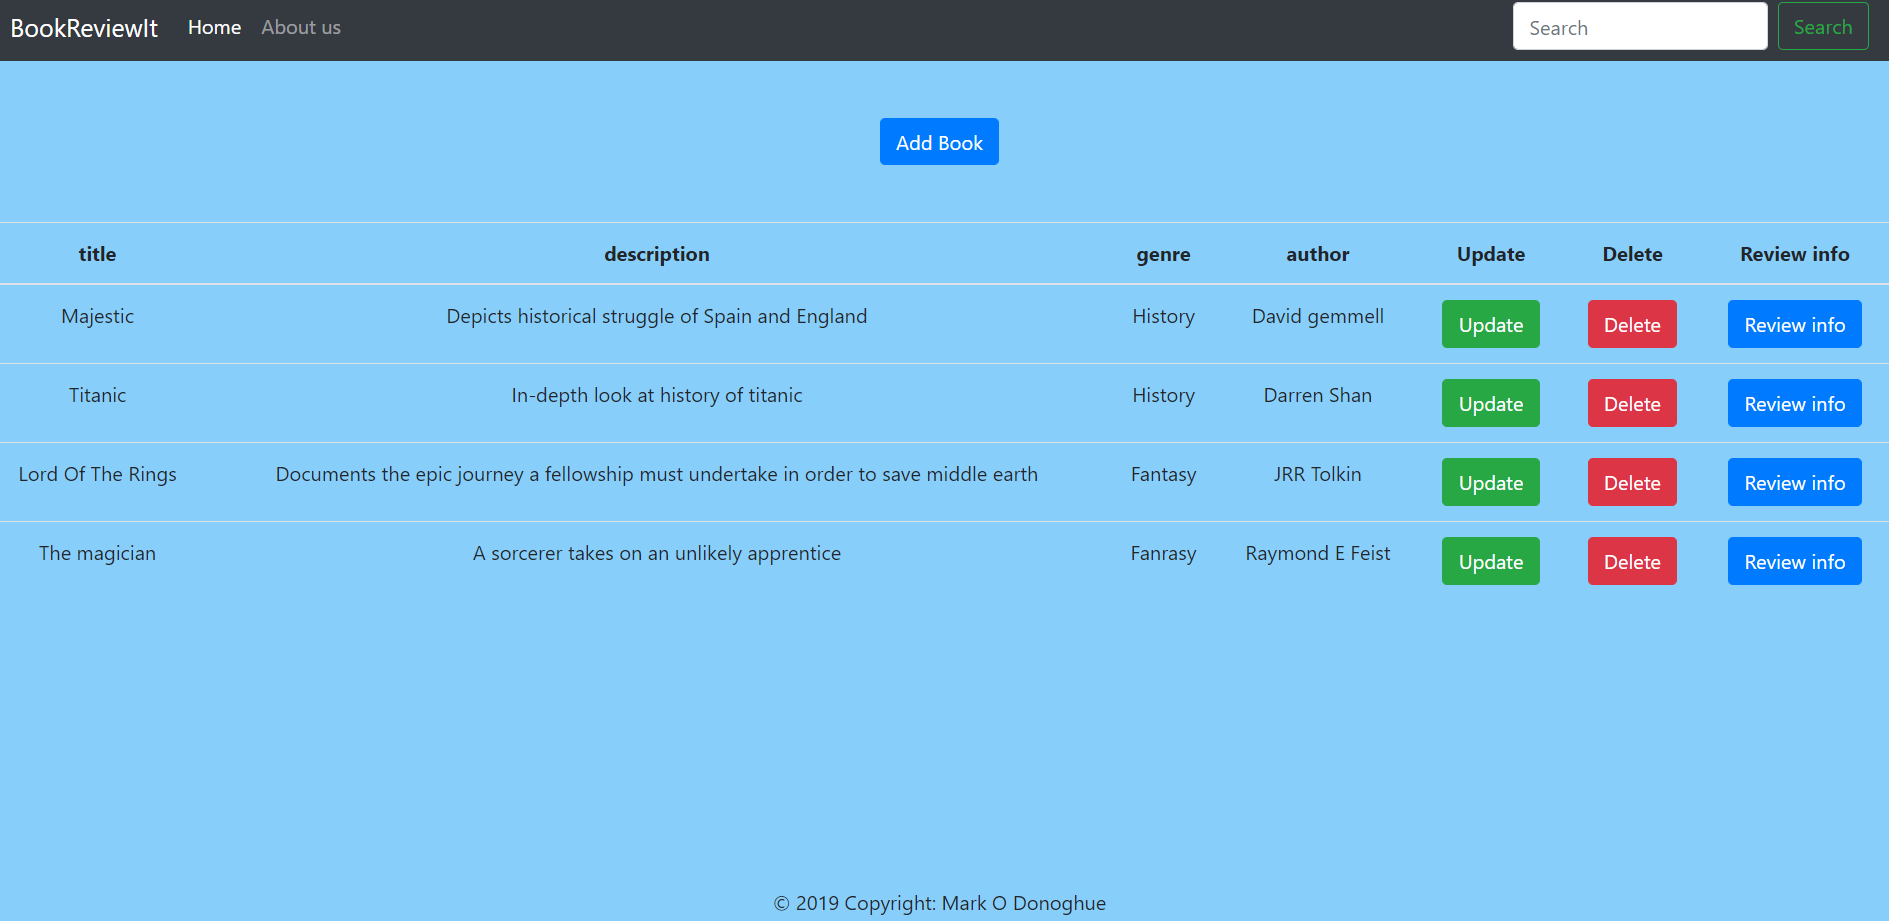 BookReviewIt Home About us Search Search
Add Book
title description genre author Update Delete Review info
Majestic Depicts historical struggle of Spain and England History David gemmell Update Delete Review info
Titanic In-depth look at history of titanic History Darren Shan Update Delete Review info
Lord Of The Rings Documents the epic journey a fellowship must undertake in order to save middle earth Fantasy JRR Tolkin Update Delete Review info
The magician A sorcerer takes on an unlikely apprentice Fanrasy Raymond E Feist Update Delete Review info
© 2019 Copyright: Mark O Donoghue